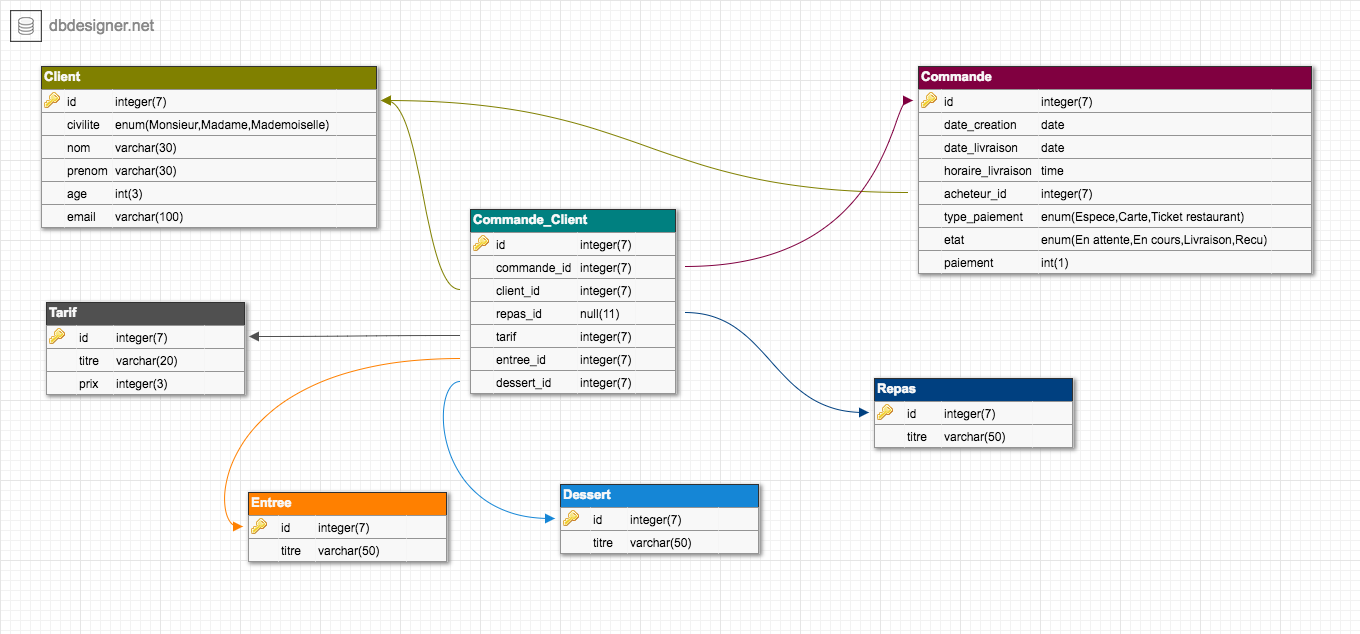 dbdesigner.net
Client
id integer(7)
civilite enum(Monsieur,Madame,Mademoiselle)
nom varchar(30)
prenom varchar(30)
age int(3)
email varchar(100)
Commande
id integer(7)
date_creation date
date_livraison date
horaire_livraison time
acheteur_id integer(7)
type_paiement enum(Espece,Carte,Ticket restaurant)
etat enum(En attente,En cours,Livraison,Recu)
paiement int(1)
Commande_Client
id integer(7)
commande_id integer(7)
client_id integer(7)
repas_id null(11)
tarif integer(7)
entree_id integer(7)
dessert_id integer(7)
Tarif
id integer(7)
titre varchar(20)
prix integer(3)
Repas
id integer(7)
titre varchar(50)
Entree
id integer(7)
titre varchar(50)
Dessert
id integer(7)
titre varchar(50)